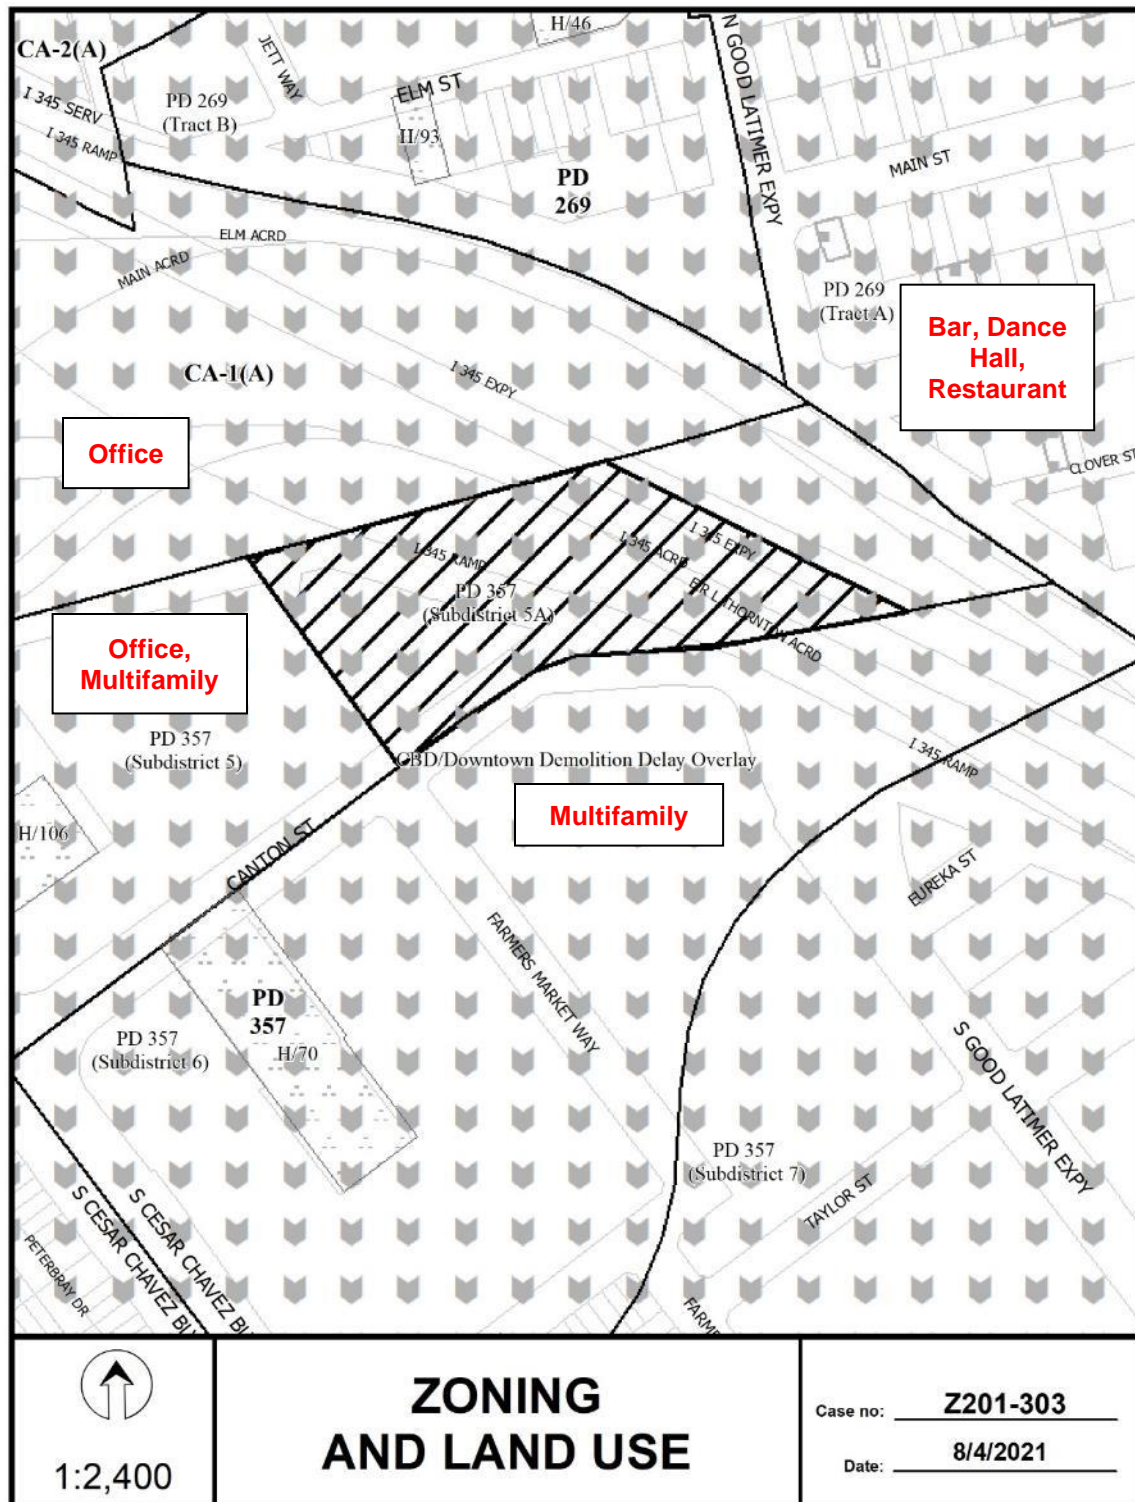 H/46
CA-2(A)
JETT WAY
N GOOD LATIMER EXPY
I 345 SERV
PD 269
(Tract B)
ELM ST
I 345 RAMP
H/93
MAIN ST
PD
269
ELM ACRD
MAIN ACRD
PD 269
(Tract A)
Bar, Dance
Hall,
Restaurant
CA-1(A)
I 345 EXPY
Office
CLOVER ST
I 345 EXPY
I 345 ACRD
I 345 RAMP
PD 357
(Subdistrict 5A)
E R L THORNTON ACRD
Office,
Multifamily
PD 357
(Subdistrict 5)
I 345 RAMP
CBD/Downtown Demolition Delay Overlay
Multifamily
H/106
CANTON ST
EUREKA ST
FARMERS MARKET WAY
PD
357
H/70
PD 357
(Subdistrict 6)
S GOOD LATIMER EXPY
PD 357
(Subdistrict 7)
TAYLOR ST
S CESAR CHAVEZ BL
S CESAR CHAVEZ BL
PETERBRAY DR
FARM
1:2,400
ZONING
AND LAND USE
Case no: Z201-303
Date: 8/4/2021